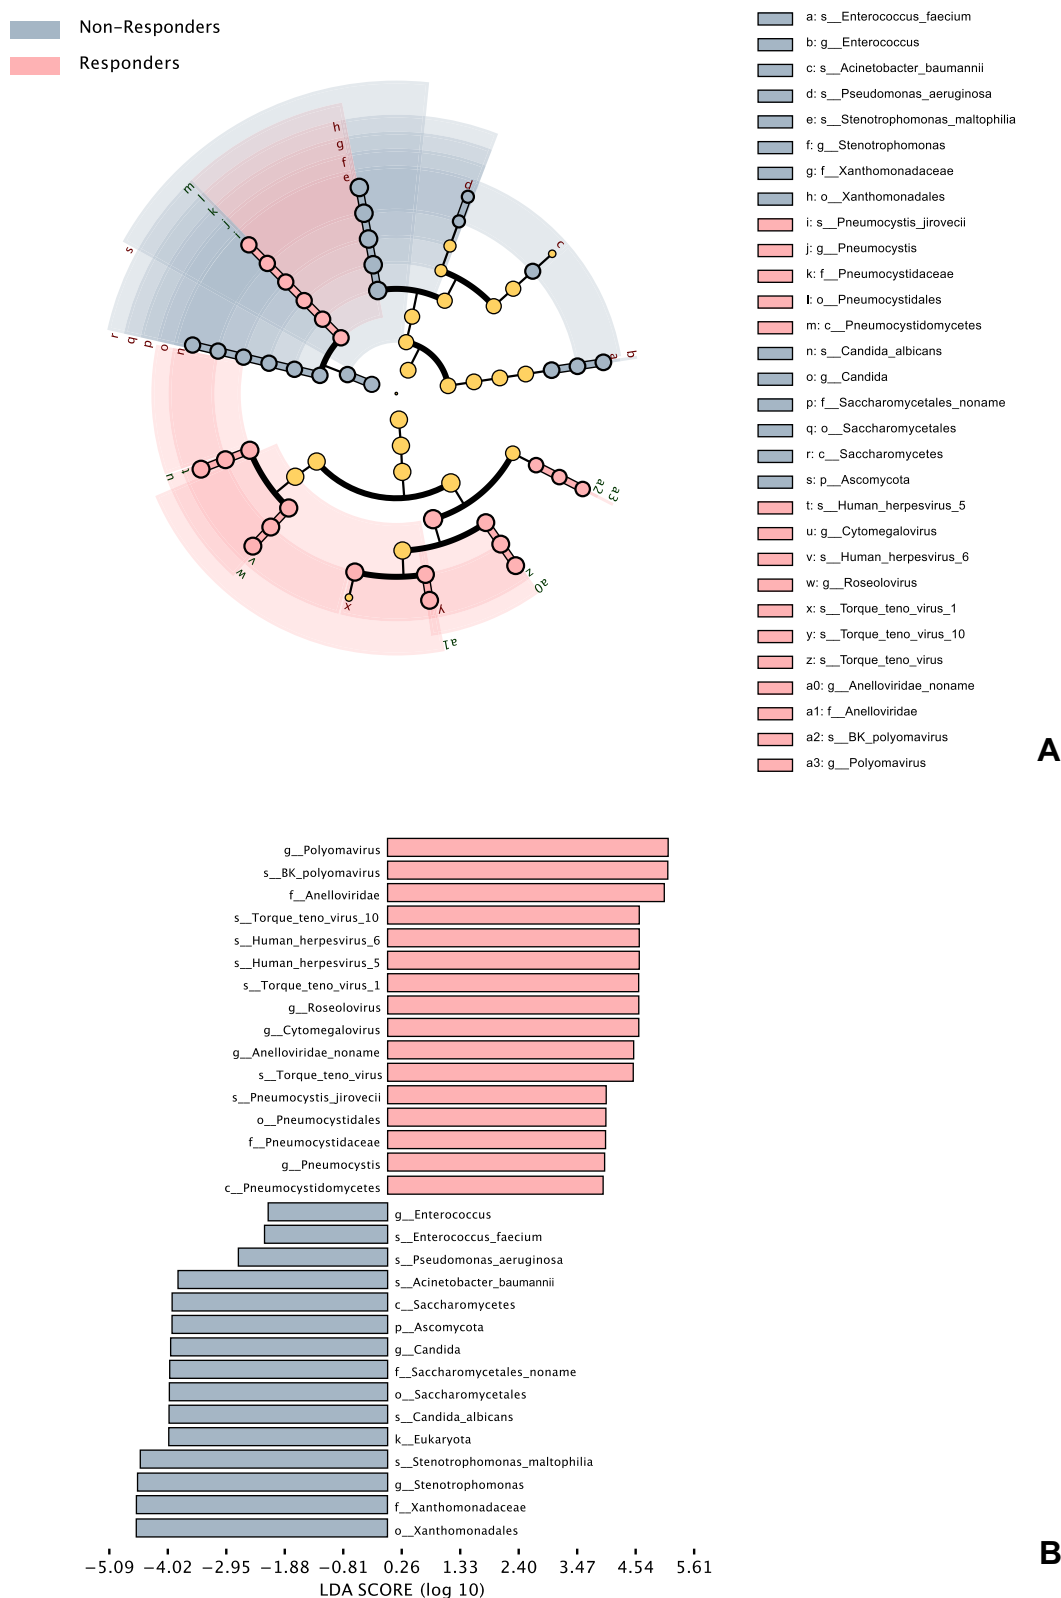 Non-Responders
Responders
a: s__Enterococcus_faecium
b: g__Enterococcus
c: s__Acinetobacter_baumannii
d: s__Pseudomonas_aeruginosa
e: s__Stenotrophomonas_maltophilia
f: g__Stenotrophomonas
g: f__Xanthomonadaceae
h: o__Xanthomonadales
i: s__Pneumocystis_jirovecii
j: g__Pneumocystis
k: f__Pneumocystidaceae
l: o__Pneumocystidales
m: c__Pneumocystidomycetes
n: s__Candida_albicans
o: g__Candida
p: f__Saccharomycetales_noname
q: o__Saccharomycetales
r: c__Saccharomycetes
s: p__Ascomycota
t: s__Human_herpesvirus_5
u: g__Cytomegalovirus
v: s__Human_herpesvirus_6
w: g__Roseolovirus
x: s__Torque_teno_virus_1
y: s__Torque_teno_virus_10
z: s__Torque_teno_virus
a0: g__Anelloviridae_noname
a1: f__Anelloviridae
a2: s__BK_polyomavirus
a3: g__Polyomavirus
h
g
f
e
d
c
m
l
k
j
i
s
r
q
p
o
n
a
b
u
t
w
v
x
y
z
a0
a1
a2
a3
A
g__Polyomavirus
s__BK_polyomavirus
f__Anelloviridae
s__Torque_teno_virus_10
s__Human_herpesvirus_6
s__Human_herpesvirus_5
s__Torque_teno_virus_1
g__Roseolovirus
g__Cytomegalovirus
g__Anelloviridae_noname
s__Torque_teno_virus
s__Pneumocystis_jirovecii
o__Pneumocystidales
f__Pneumocystidaceae
g__Pneumocystis
c__Pneumocystidomycetes
g__Enterococcus
s__Enterococcus_faecium
s__Pseudomonas_aeruginosa
s__Acinetobacter_baumannii
c__Saccharomycetes
p__Ascomycota
g__Candida
f__Saccharomycetales_noname
o__Saccharomycetales
s__Candida_albicans
k__Eukaryota
s__Stenotrophomonas_maltophilia
g__Stenotrophomonas
f__Xanthomonadaceae
o__Xanthomonadales
−5.09 −4.02 −2.95 −1.88 −0.81 0.26 1.33 2.40 3.47 4.54 5.61
LDA SCORE (log 10)
B